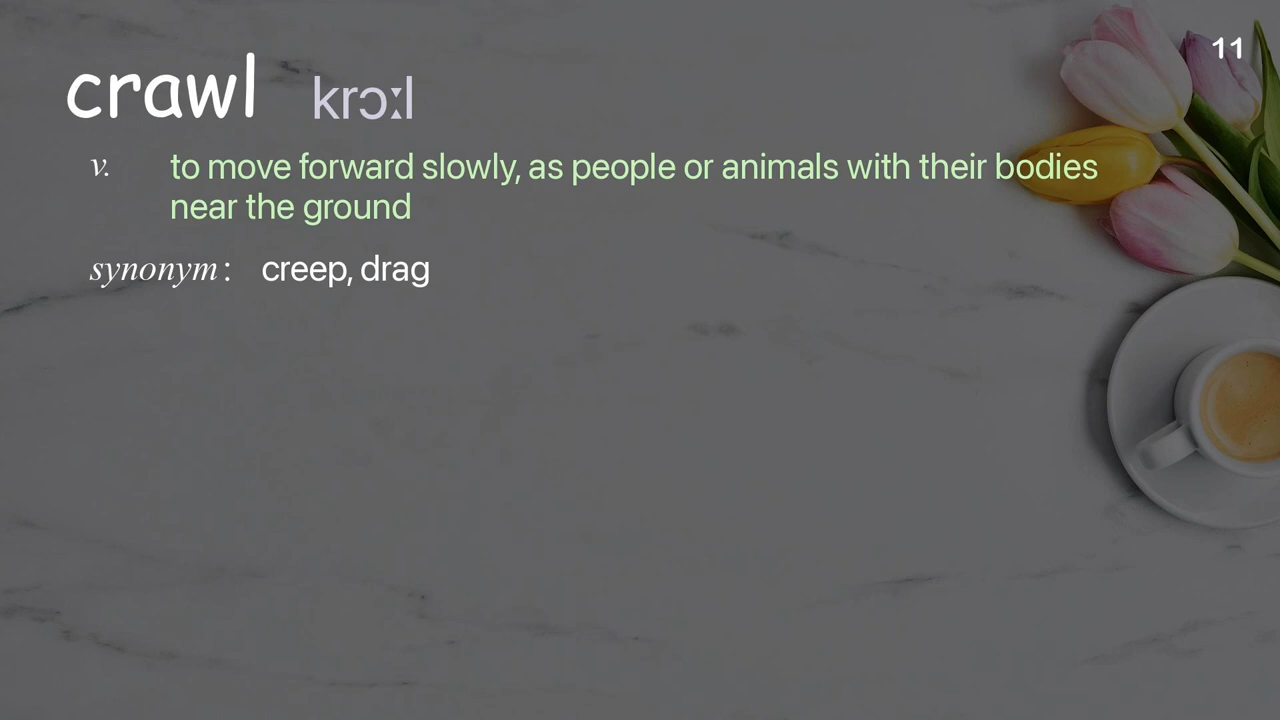 11
crawl krɔːl
v. to move forward slowly, as people or animals with their bodies
near the ground
synonym: creep, drag